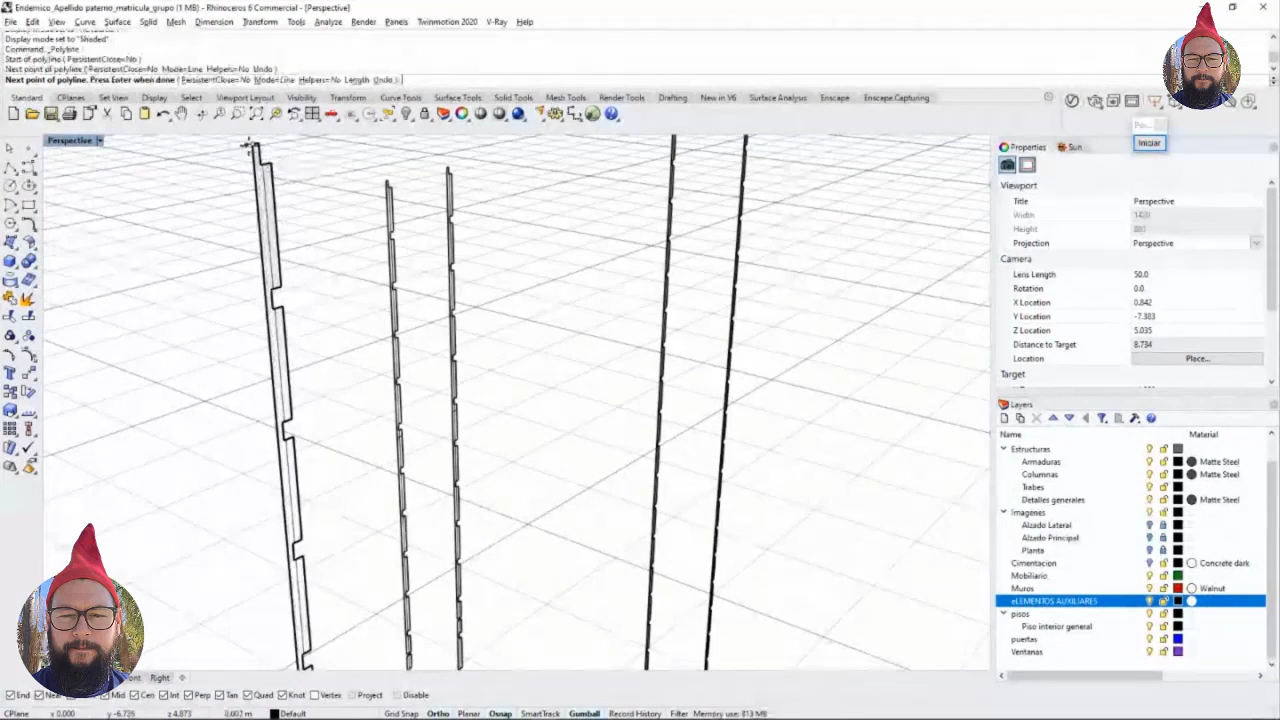 Endemico_Apellido paterno_matricula_grupo (1 MB) - Rhinoceros 6 Commercial - [Perspective]
File Edit View Curve Surface Solid Mesh Dimension Transform Tools Analyze Render Panels Twinmotion 2020 V-Ray Help
Display mode set to "Shaded"
Command: _Polyline
Start of polyline ( PersistentClose=No )
Next point of polyline ( PersistentClose=No Mode=Line Helpers=No Undo )
Next point of polyline. Press Enter when done ( PersistentClose=No Mode=Line Helpers=No Length Undo )
Standard CPlanes Set View Display Select Viewport Layout Visibility Transform Curve Tools Surface Tools Solid Tools Mesh Tools Render Tools Drafting New in V6 Surface Analysis Enscape Enscape Capturing
Iniciar
Perspective
Properties Sun
Viewport
Title Perspective
Width
Height
Projection Perspective
Camera
Lens Length 50.0
Rotation 0.0
X Location 0.842
Y Location -7.383
Z Location 5.035
Distance to Target 8.734
Location Place...
Target
Layers
Name Material
Estructuras
Armaduras Matte Steel
Columnas Matte Steel
Trabes
Detalles generales Matte Steel
Imagenes
Alzado Lateral
Alzado Principal
Planta
Cimentacion Concrete dark
Mobiliario
Muros Walnut
eLEMENTOS AUXILIARES
pisos
Piso interior general
puertas
Ventanas
Right
End Near Mid Cen Int Perp Tan Quad Knot Vertex Project Disable
CPlane x 0.000 y -6.735 z 4.873 Default Grid Snap Ortho Planar Osnap SmartTrack Gumball Record History Filter Memory use: 813 MB